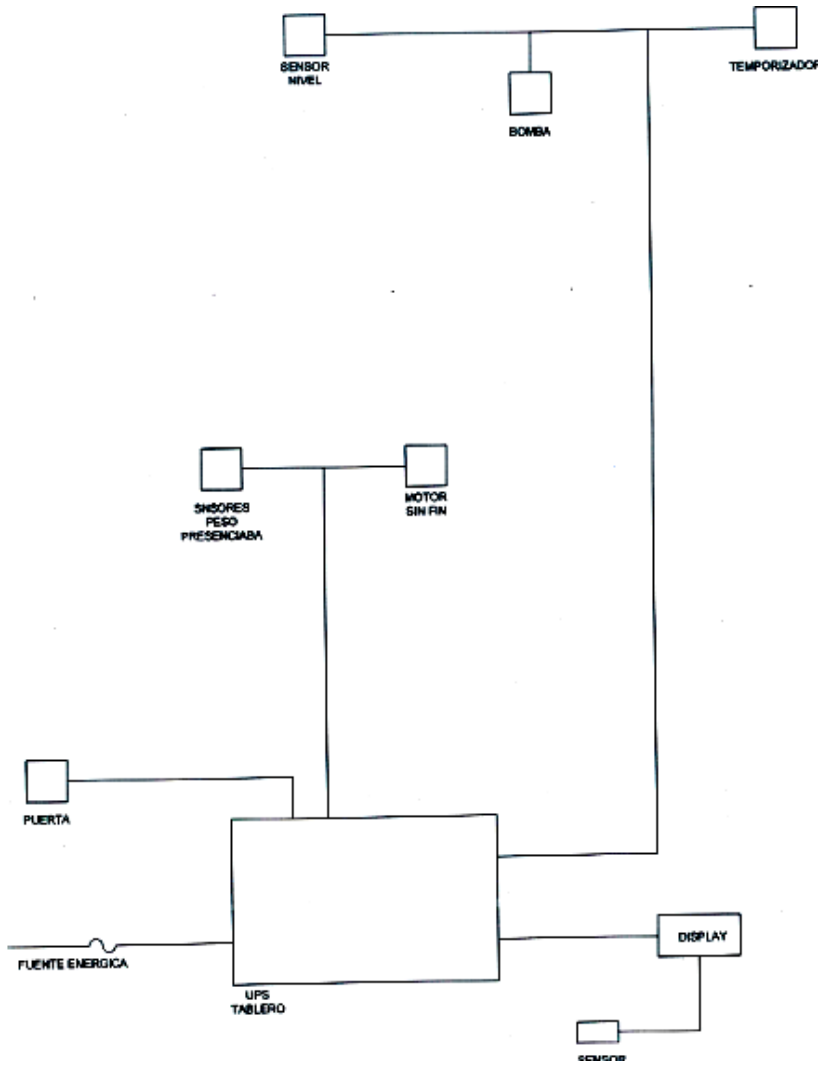 SENSOR
NIVEL
TEMPORIZADOR
BOMBA
SNSORES
PESO
PRESENCIABA
MOTOR
SIN FIN
PUERTA
FUENTE ENERGICA
UPS
TABLERO
DISPLAY
SENSOR